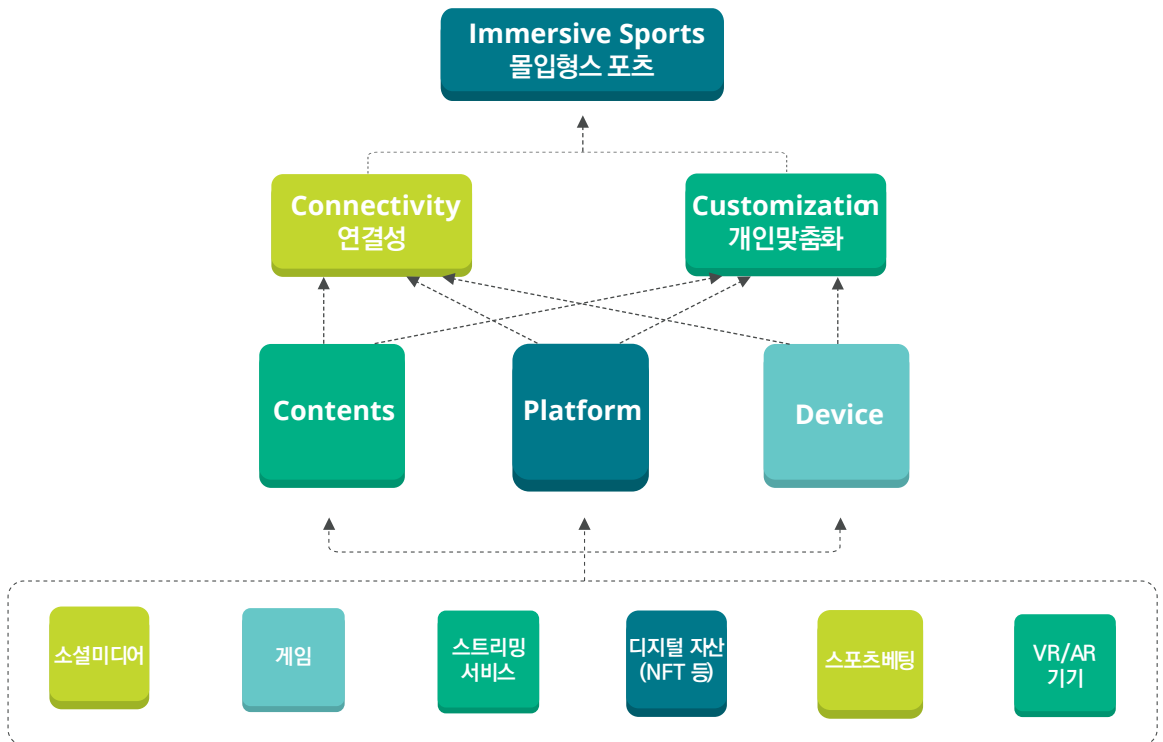 Immersive Sports
몰입형스 포츠
Connectivity
연결성
Customization
개인맞춤화
Contents
Platform
Device
소셜미디어
게임
스트리밍
서비스
디지털 자산
(NFT 등)
스포츠베팅
VR/AR
기기